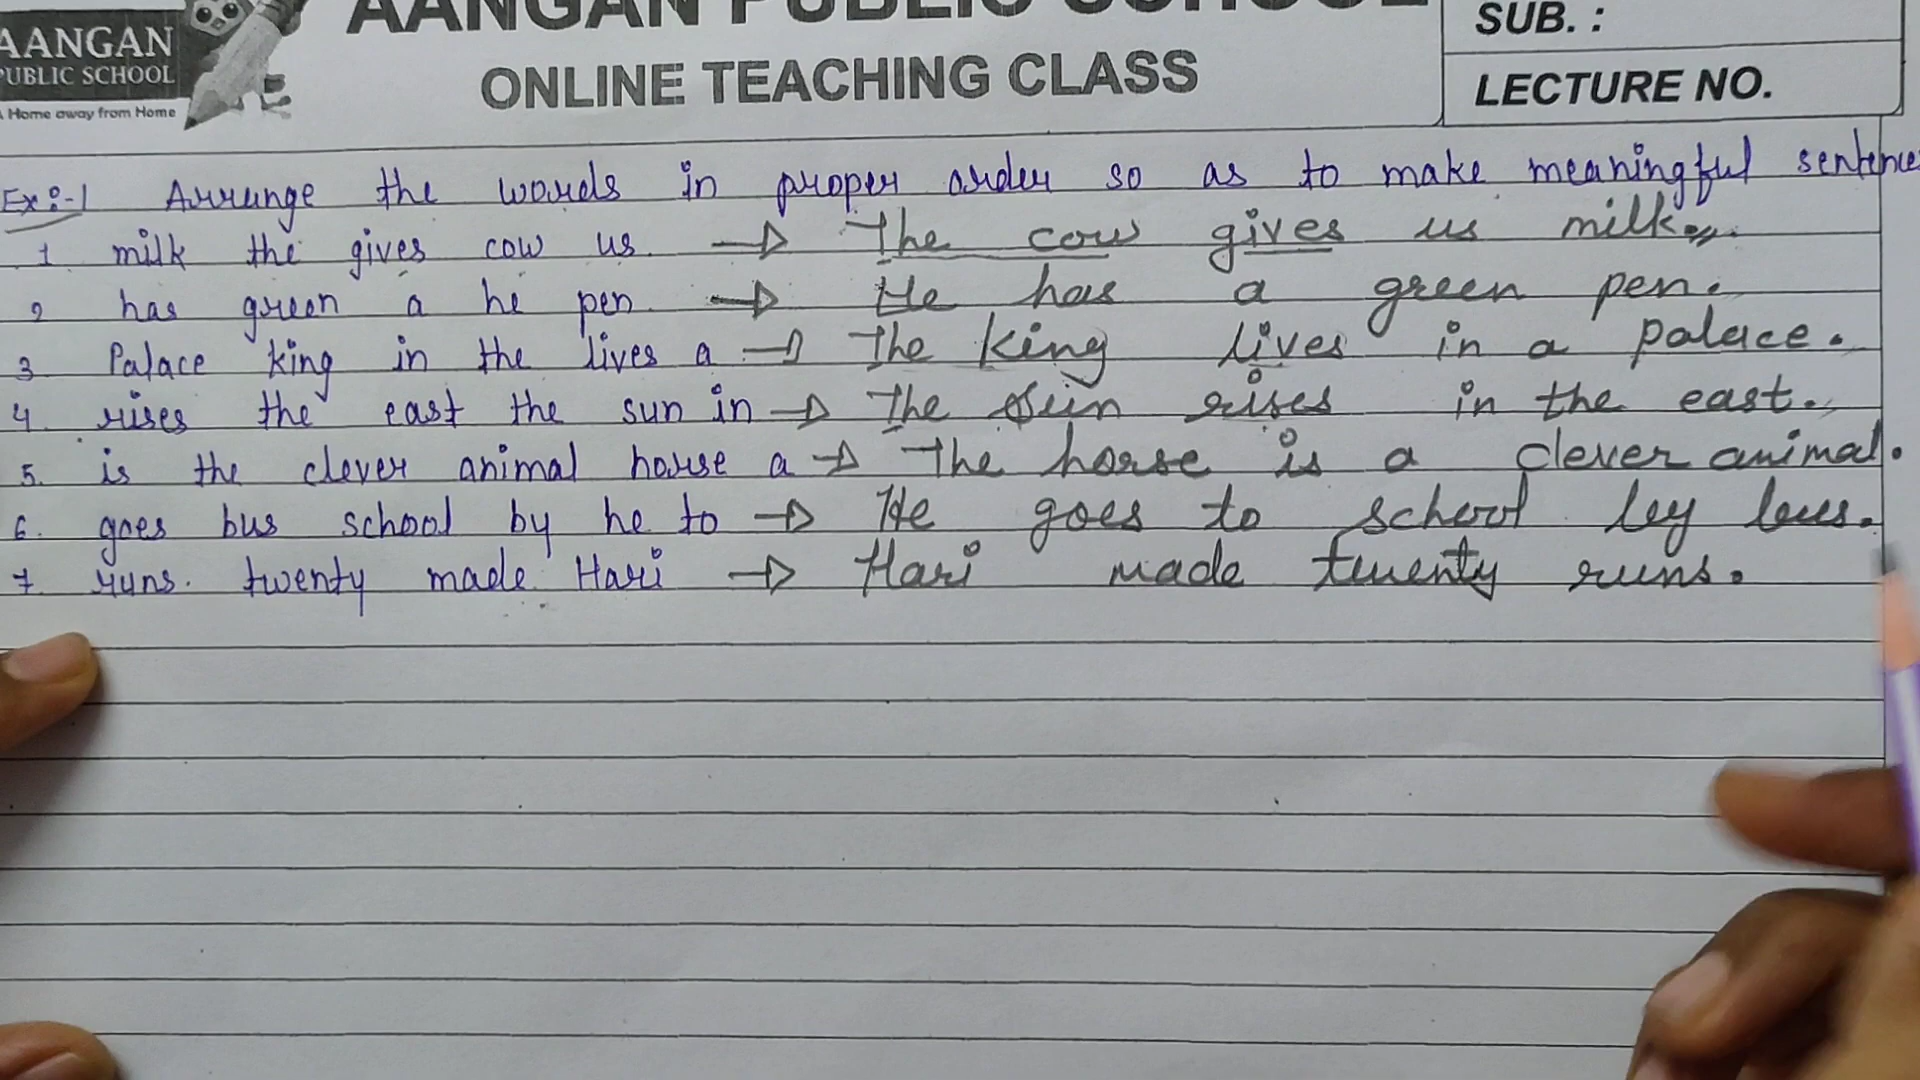 AANGAN PUBLIC SCHOOL
AANGAN
PUBLIC SCHOOL
A Home away from Home
ONLINE TEACHING CLASS
SUB. :
LECTURE NO.
Ex:-1 Arrange the words in proper order so as to make meaningful sentence
1 milk the gives cow us. → The cow gives us milk.
2 has green a he pen → He has a green pen.
3 Palace king in the lives a → The king lives in a palace.
4. rises the east the sun in → The Sun rises in the east.
5. is the clever animal horse a → The horse is a clever animal.
6. goes bus school by he to → He goes to school by bus.
7 runs. twenty made Hari → Hari made twenty runs.